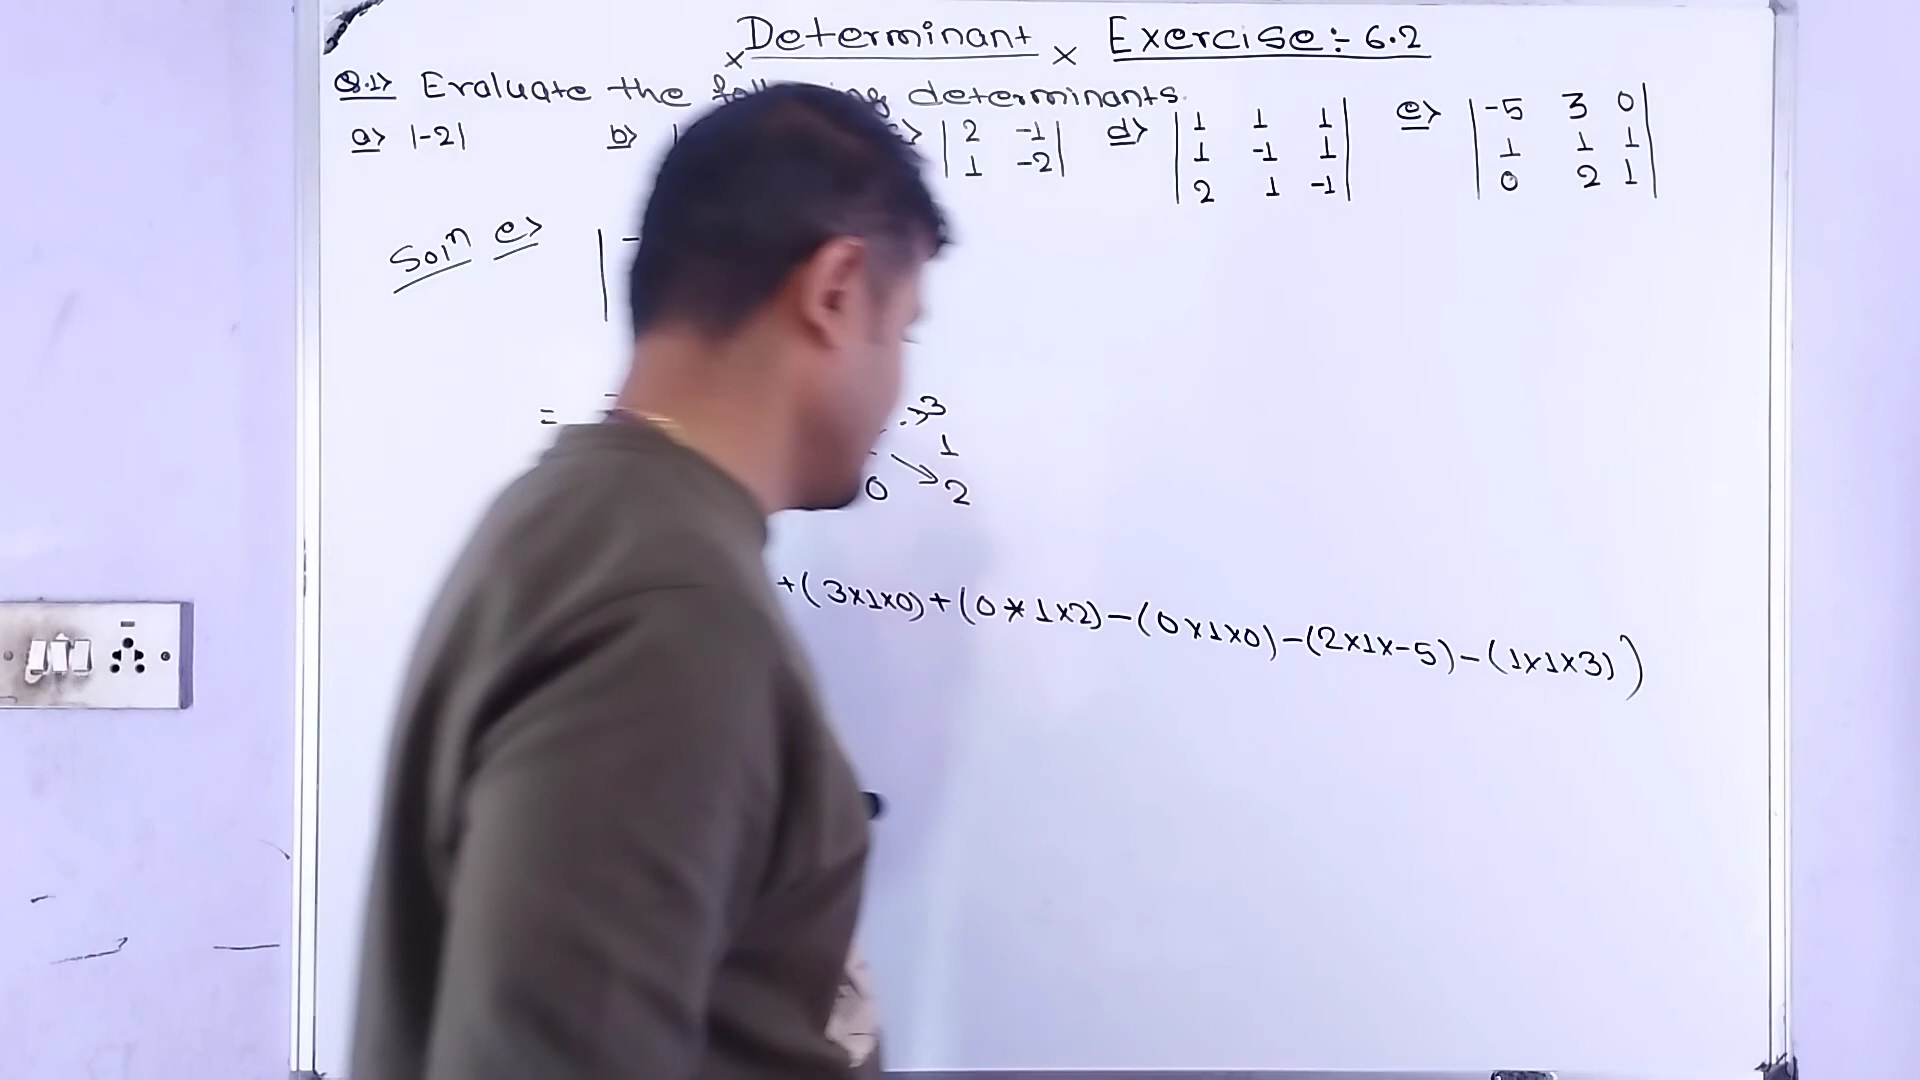 Determinant × Exercise:- 6.2
×
Q.1> Evaluate the following determinants.
a> |-2| b> c> | 2 -1 | d> | 1 1 1 | e> | -5 3 0 |
| 1 -2 | | 1 -1 1 | | 1 1 1 |
| 2 1 -1 | | 0 2 1 |
Soln e> | -
= 3
1
0 2
+(3×1×0)+(0×1×2)-(0×1×0)-(2×1×-5)-(1×1×3))